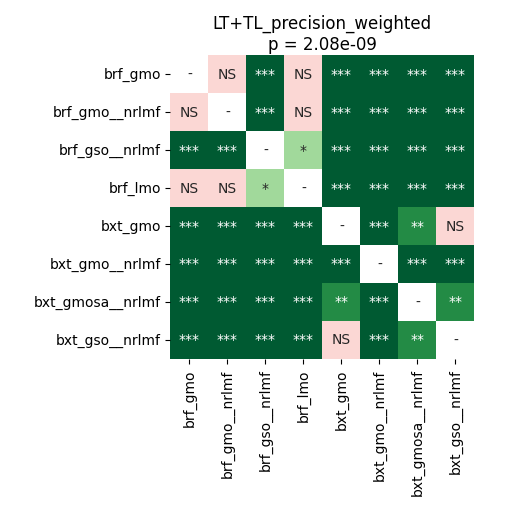 LT+TL_precision_weighted
p = 2.08e-09
brf_gmo - NS *** NS *** *** *** ***
brf_gmo__nrlmf NS - *** NS *** *** *** ***
brf_gso__nrlmf *** *** - * *** *** *** ***
brf_lmo NS NS * - *** *** *** ***
bxt_gmo *** *** *** *** - *** ** NS
bxt_gmo__nrlmf *** *** *** *** *** - *** ***
bxt_gmosa__nrlmf *** *** *** *** ** *** - **
bxt_gso__nrlmf *** *** *** *** NS *** ** -
brf_gmo
brf_gmo__nrlmf
brf_gso__nrlmf
brf_lmo
bxt_gmo
bxt_gmo__nrlmf
bxt_gmosa__nrlmf
bxt_gso__nrlmf